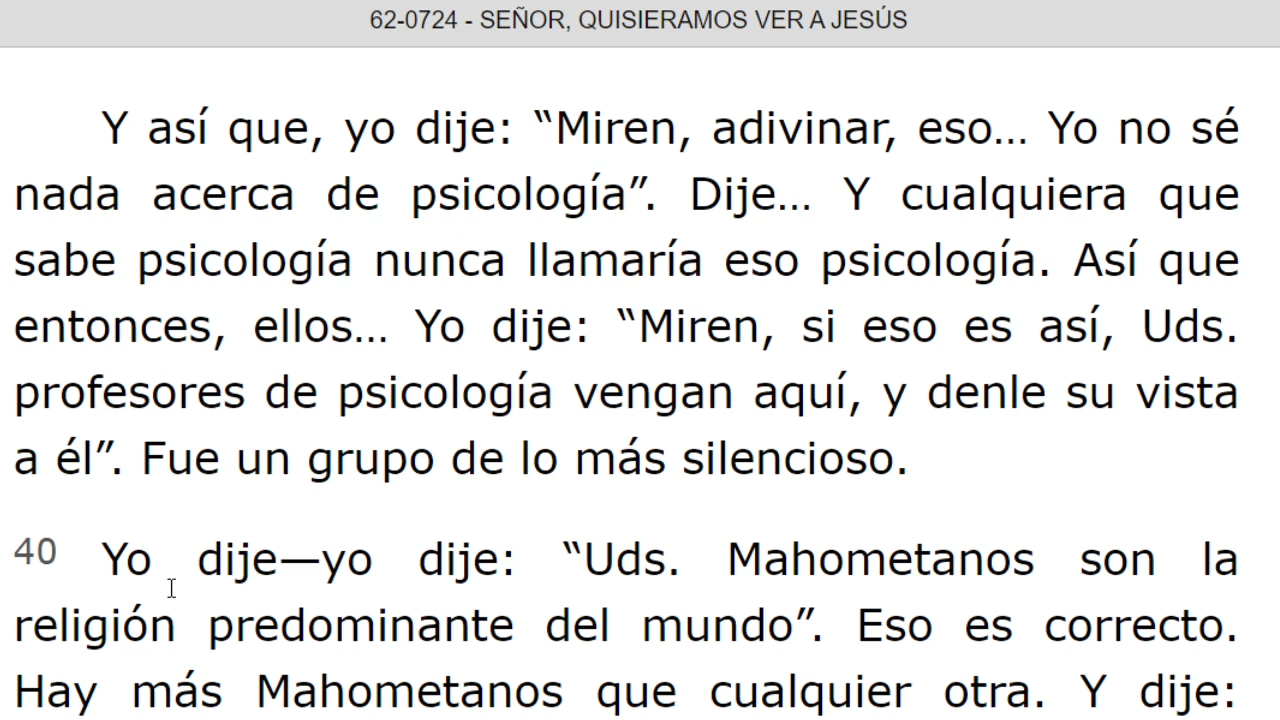 62-0724 - SEÑOR, QUISIERAMOS VER A JESÚS
Y así que, yo dije: “Miren, adivinar, eso… Yo no sé
nada acerca de psicología”. Dije… Y cualquiera que
sabe psicología nunca llamaría eso psicología. Así que
entonces, ellos… Yo dije: “Miren, si eso es así, Uds.
profesores de psicología vengan aquí, y denle su vista
a él”. Fue un grupo de lo más silencioso.
40 Yo dije—yo dije: “Uds. Mahometanos son la
religión predominante del mundo”. Eso es correcto.
Hay más Mahometanos que cualquier otra. Y dije: